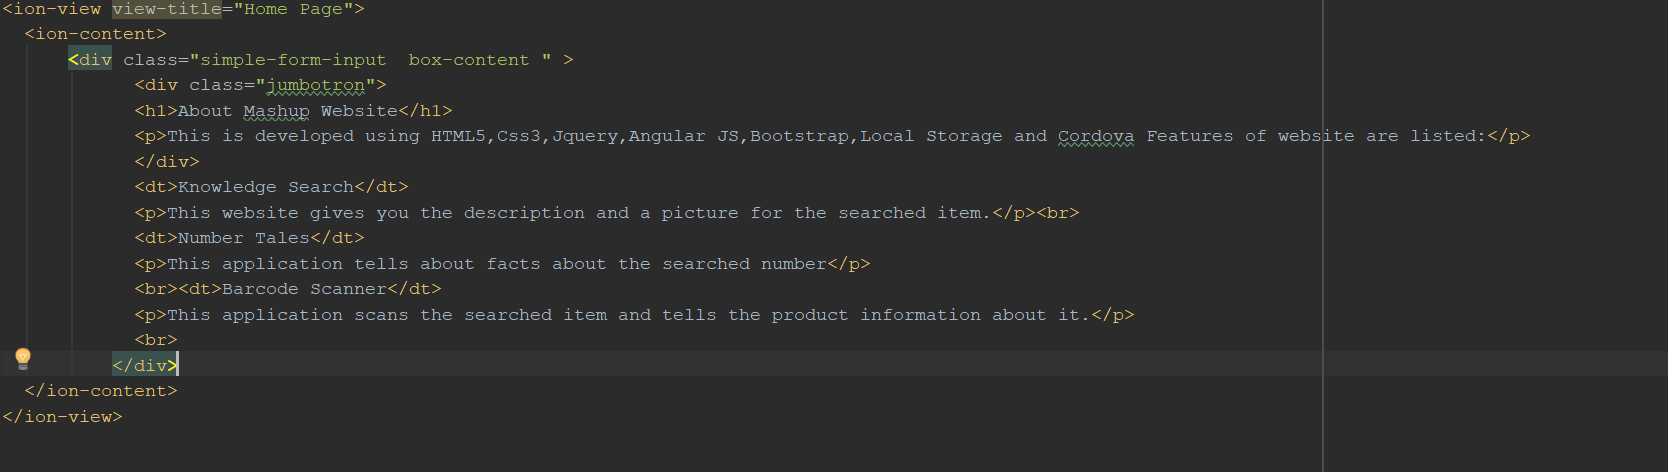 <ion-view view-title="Home Page">
<ion-content>
<div class="simple-form-input  box-content " >
<div class="jumbotron">
<h1>About Mashup Website</h1>
<p>This is developed using HTML5,Css3,Jquery,Angular JS,Bootstrap,Local Storage and Cordova Features of website are listed:</p>
</div>
<dt>Knowledge Search</dt>
<p>This website gives you the description and a picture for the searched item.</p><br>
<dt>Number Tales</dt>
<p>This application tells about facts about the searched number</p>
<br><dt>Barcode Scanner</dt>
<p>This application scans the searched item and tells the product information about it.</p>
<br>
</div>
</ion-content>
</ion-view>